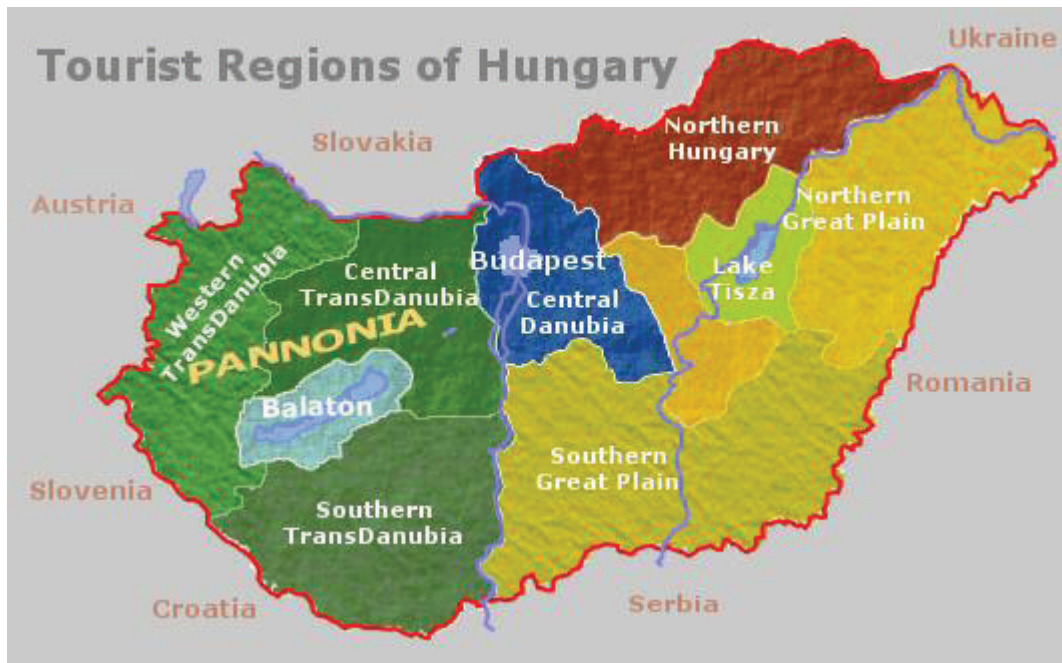 Tourist Regions of Hungary
Ukraine
Slovakia
Austria
Northern
Hungary
Northern
Great Plain
Western
TransDanubia
Central
TransDanubia
Budapest
Lake
Tisza
Central
Danubia
PANNONIA
Balaton
Romania
Southern
Great Plain
Slovenia
Southern
TransDanubia
Croatia
Serbia